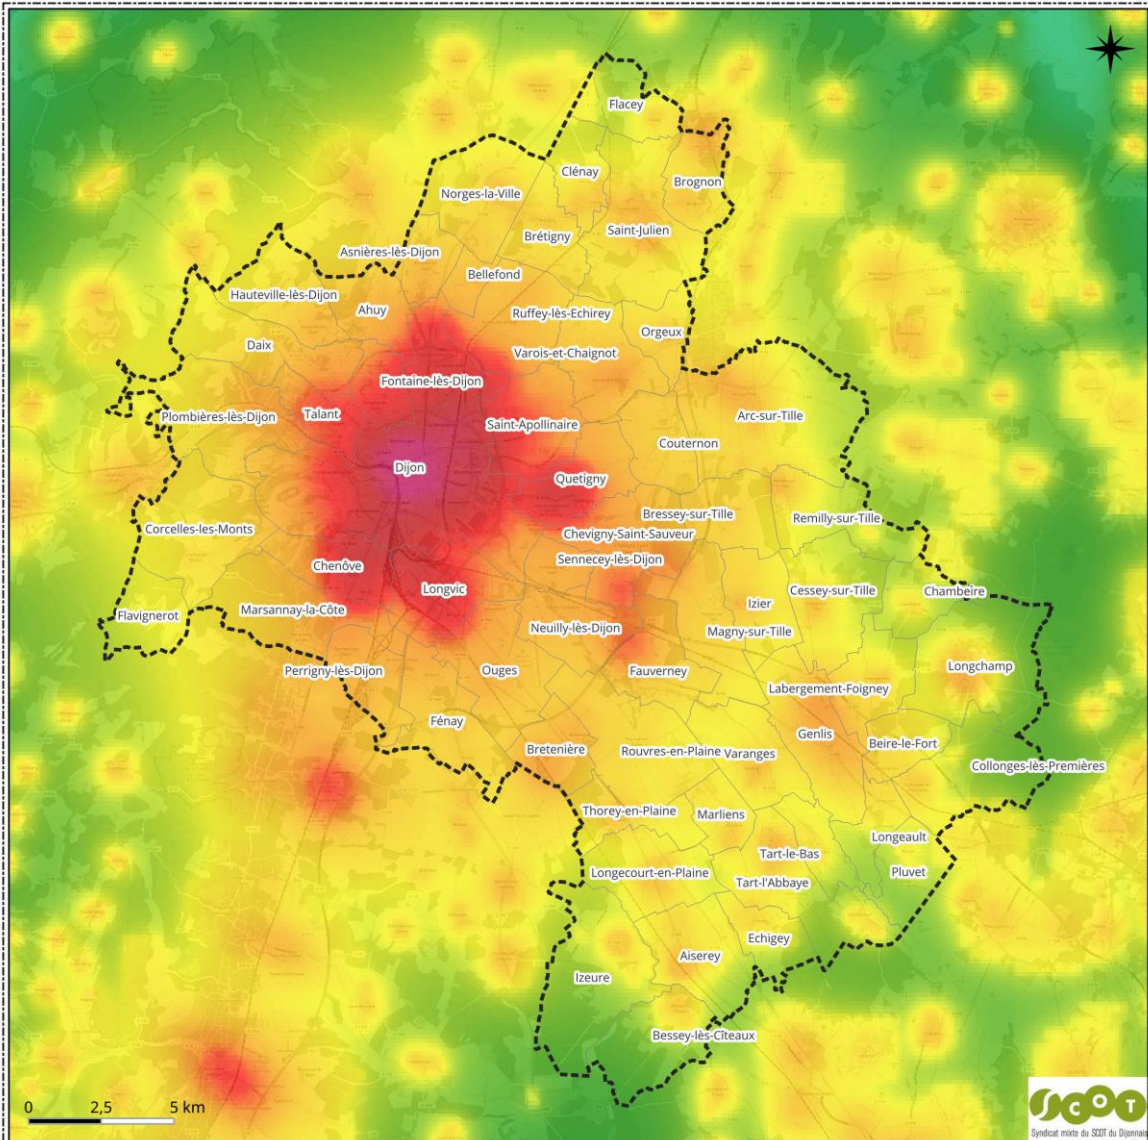 Flacey
Clénay
Brognon
Norges-la-Ville
Saint-Julien
Brétigny
Asnières-lès-Dijon
Bellefond
Hauteville-lès-Dijon
Ahuy
Ruffey-lès-Echirey
Orgeux
Daix
Varois-et-Chaignot
Fontaine-lès-Dijon
Talant
Plombières-lès-Dijon
Saint-Apollinaire
Arc-sur-Tille
Couternon
Dijon
Quetigny
Bressey-sur-Tille
Remilly-sur-Tille
Corcelles-les-Monts
Chevigny-Saint-Sauveur
Sennecey-lès-Dijon
Chenôve
Longvic
Cessey-sur-Tille
Chambeire
Izier
Marsannay-la-Côte
Flavignerot
Neuilly-lès-Dijon
Magny-sur-Tille
Perrigny-lès-Dijon
Ouges
Fauverney
Longchamp
Labergement-Foigney
Fénay
Genlis
Bretenière
Rouvres-en-Plaine
Varanges
Beire-le-Fort
Collonges-lès-Premières
Thorey-en-Plaine
Marliens
Longeault
Tart-le-Bas
Longecourt-en-Plaine
Tart-l'Abbaye
Pluvet
Echigey
Aiserey
Izeure
Bessey-lès-Cîteaux
0 2,5 5 km
SCOT
Syndicat mixte du SCOT du Dijonnais